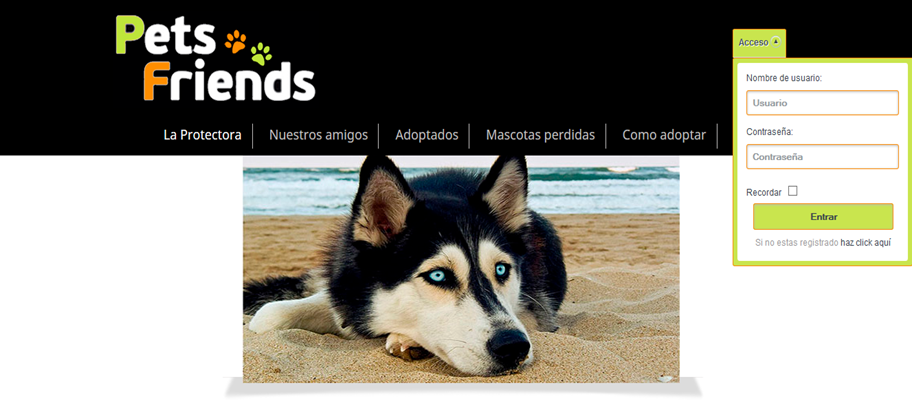 Pets
Friends
Acceso
Nombre de usuario:
Usuario
Contraseña:
Contraseña
Recordar
Entrar
Si no estas registrado haz click aquí
La Protectora
Nuestros amigos
Adoptados
Mascotas perdidas
Como adoptar